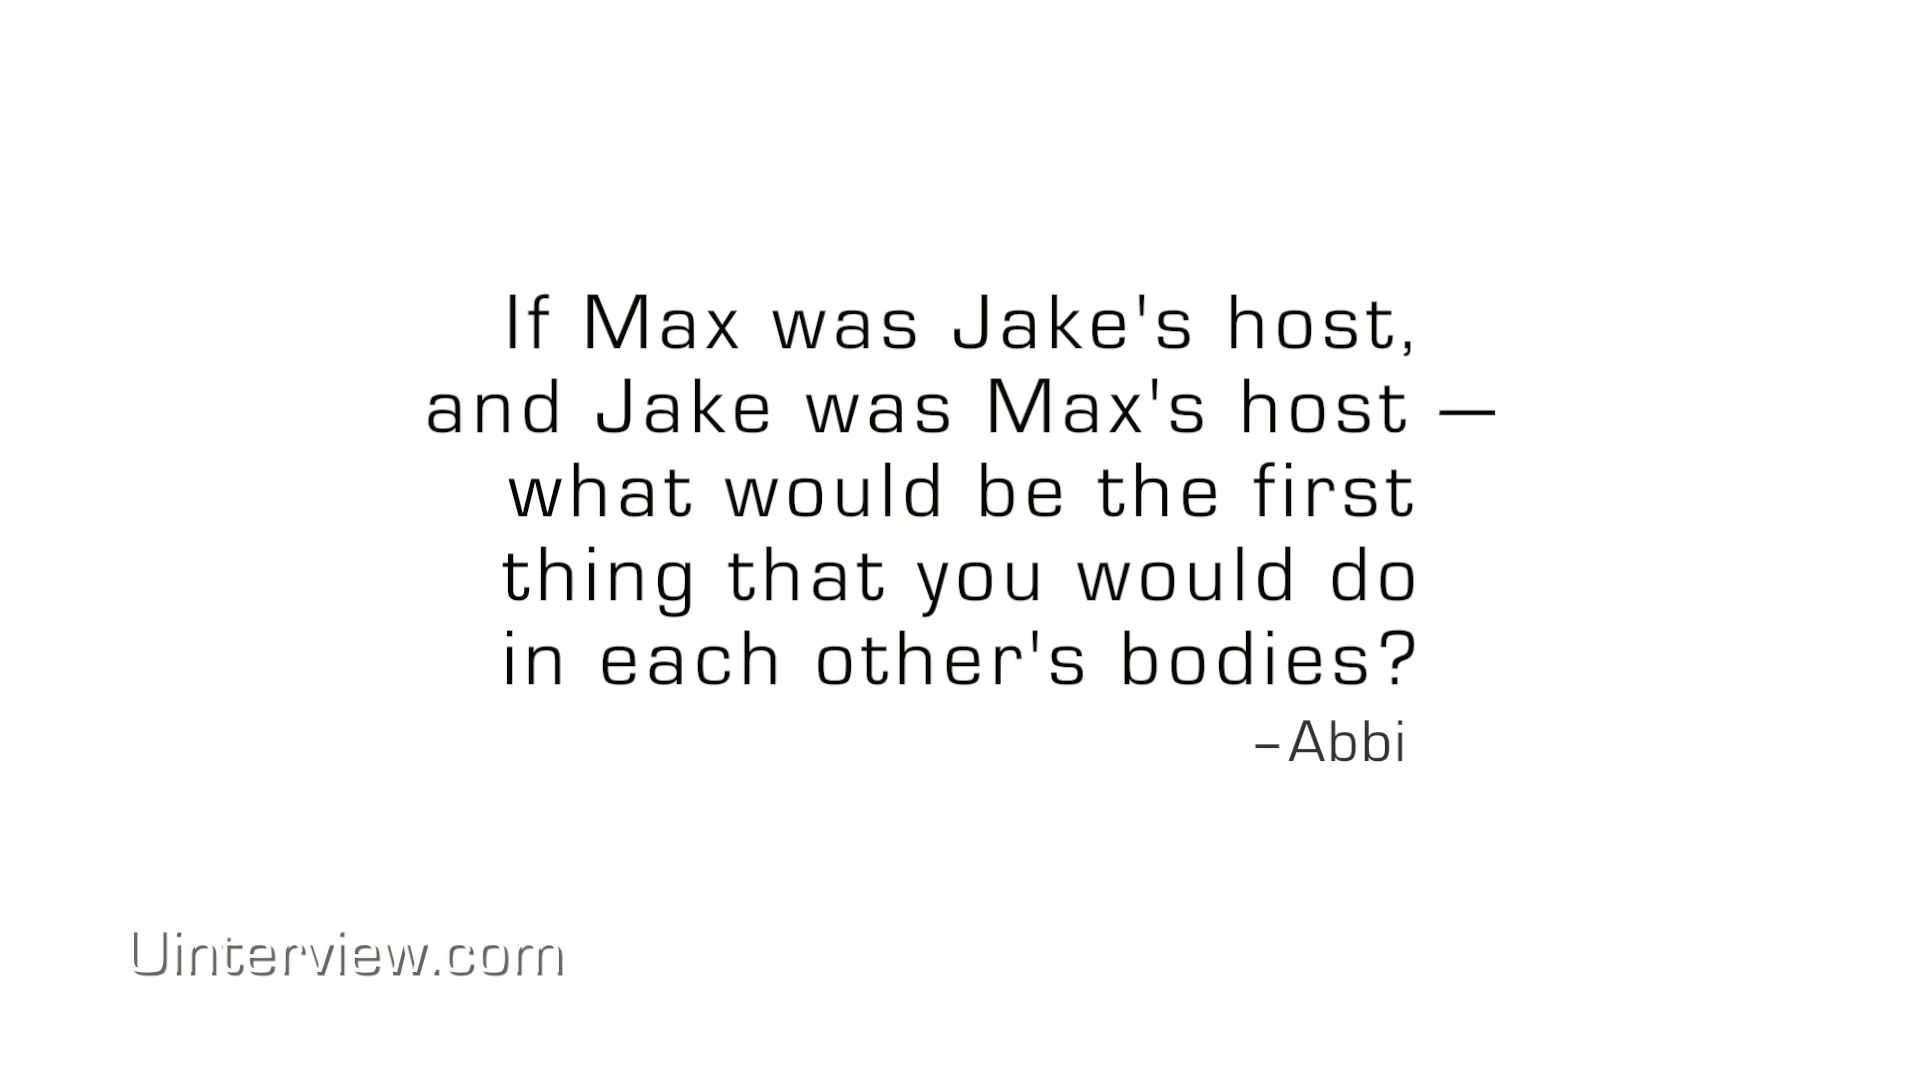 If Max was Jake's host,
and Jake was Max's host —
what would be the first
thing that you would do
in each other's bodies?
–Abbi
Uinterview.com